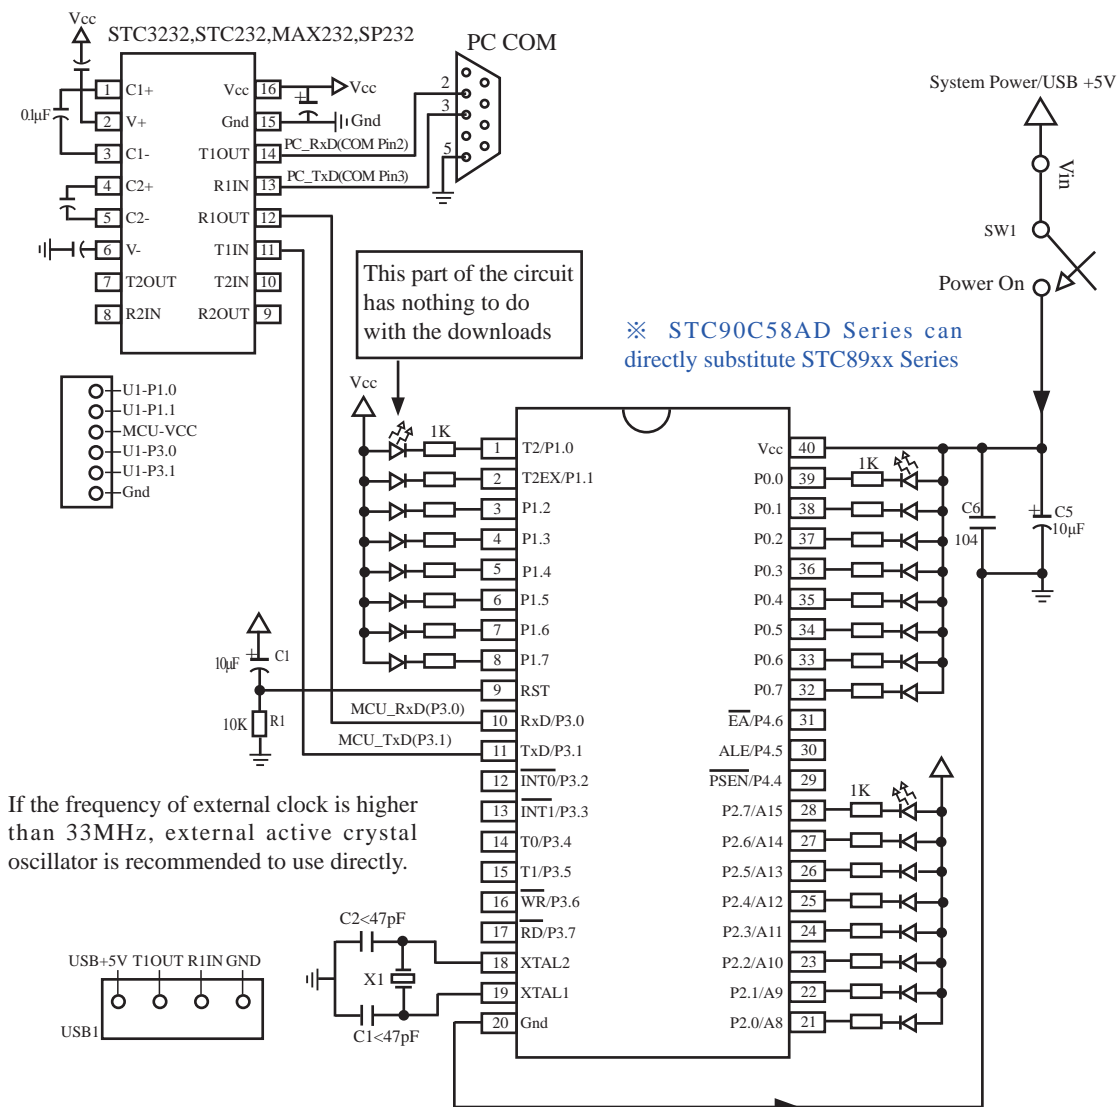 Vcc
STC3232,STC232,MAX232,SP232
PC COM
System Power/USB +5V
1 C1+ Vcc 16 Vcc
0.1μF
2 V+ Gnd 15 Gnd
3 C1- T1OUT 14 PC_RxD(COM Pin2)
4 C2+ R1IN 13 PC_TxD(COM Pin3)
5 C2- R1OUT 12
6 V- T1IN 11
7 T2OUT T2IN 10
8 R2IN R2OUT 9
+
2
3
5
Vin
SW1
Power On
This part of the circuit
has nothing to do
with the downloads
※ STC90C58AD Series can
directly substitute STC89xx Series
U1-P1.0
U1-P1.1
MCU-VCC
U1-P3.0
U1-P3.1
Gnd
Vcc
1K
1 T2/P1.0 Vcc 40
2 T2EX/P1.1 P0.0 39 1K
3 P1.2 P0.1 38
4 P1.3 P0.2 37
5 P1.4 P0.3 36
6 P1.5 P0.4 35
7 P1.6 P0.5 34
8 P1.7 P0.6 33
9 RST P0.7 32
10 RxD/P3.0 EA/P4.6 31
11 TxD/P3.1 ALE/P4.5 30
12 INT0/P3.2 PSEN/P4.4 29
13 INT1/P3.3 P2.7/A15 28 1K
14 T0/P3.4 P2.6/A14 27
15 T1/P3.5 P2.5/A13 26
16 WR/P3.6 P2.4/A12 25
17 RD/P3.7 P2.3/A11 24
18 XTAL2 P2.2/A10 23
19 XTAL1 P2.1/A9 22
20 Gnd P2.0/A8 21
C6
104
+ C5
10μF
10μF + C1
10K R1
MCU_RxD(P3.0)
MCU_TxD(P3.1)
If the frequency of external clock is higher
than 33MHz, external active crystal
oscillator is recommended to use directly.
C2<47pF
X1
C1<47pF
USB+5V T1OUT R1IN GND
USB1